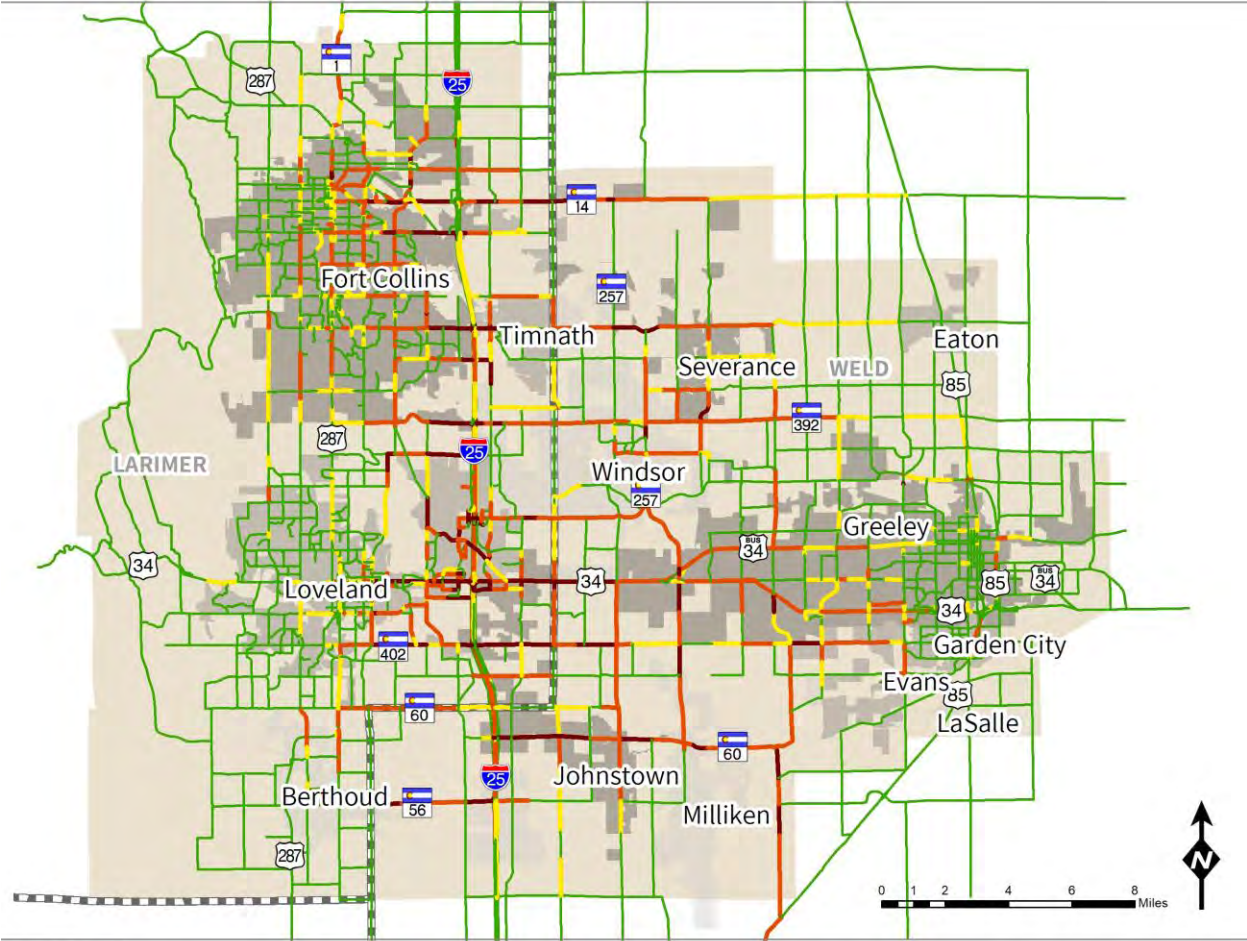 1
287
25
14
Fort Collins
257
Timnath
Eaton
Severance
WELD
85
392
287
25
LARIMER
Windsor
257
Greeley
BUS
34
34
Loveland
34
85
BUS
34
34
402
Garden City
Evans
85
60
LaSalle
60
25
Johnstown
Berthoud
56
Milliken
287
N
0 1 2 4 6 8
Miles